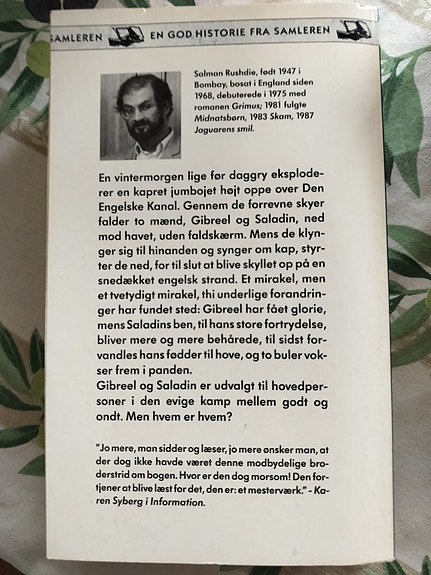 SAMLEREN EN GOD HISTORIE FRA SAMLEREN
Salman Rushdie, født 1947 i
Bombay, bosat i England siden
1968, debuterede i 1975 med
romanen Grimus; 1981 fulgte
Midnatsbørn, 1983 Skam, 1987
Jaguarens smil.
En vintermorgen lige før daggry eksplode-
rer en kapret jumbojet højt oppe over Den
Engelske Kanal. Gennem de forrevne skyer
falder to mænd, Gibreel og Saladin, ned
mod havet, uden faldskærm. Mens de klyn-
ger sig til hinanden og synger om kap, styr-
ter de ned, for til slut at blive skyllet op på en
snedækket engelsk strand. Et mirakel, men
et tvetydigt mirakel, thi underlige forandrin-
ger har fundet sted: Gibreel har fået glorie,
mens Saladins ben, til hans store fortrydelse,
bliver mere og mere behårede, til sidst for-
vandles hans fødder til hove, og to buler vok-
ser frem i panden.
Gibreel og Saladin er udvalgt til hovedper-
soner i den evige kamp mellem godt og
ondt. Men hvem er hvem?
"Jo mere, man sidder og læser, jo mere ønsker man, at
der dog ikke havde været denne modbydelige bro-
derstrid om bogen. Hvor er den dog morsom! Den for-
tjener at blive læst for det, den er: et mesterværk." - Ka-
ren Syberg i Information.